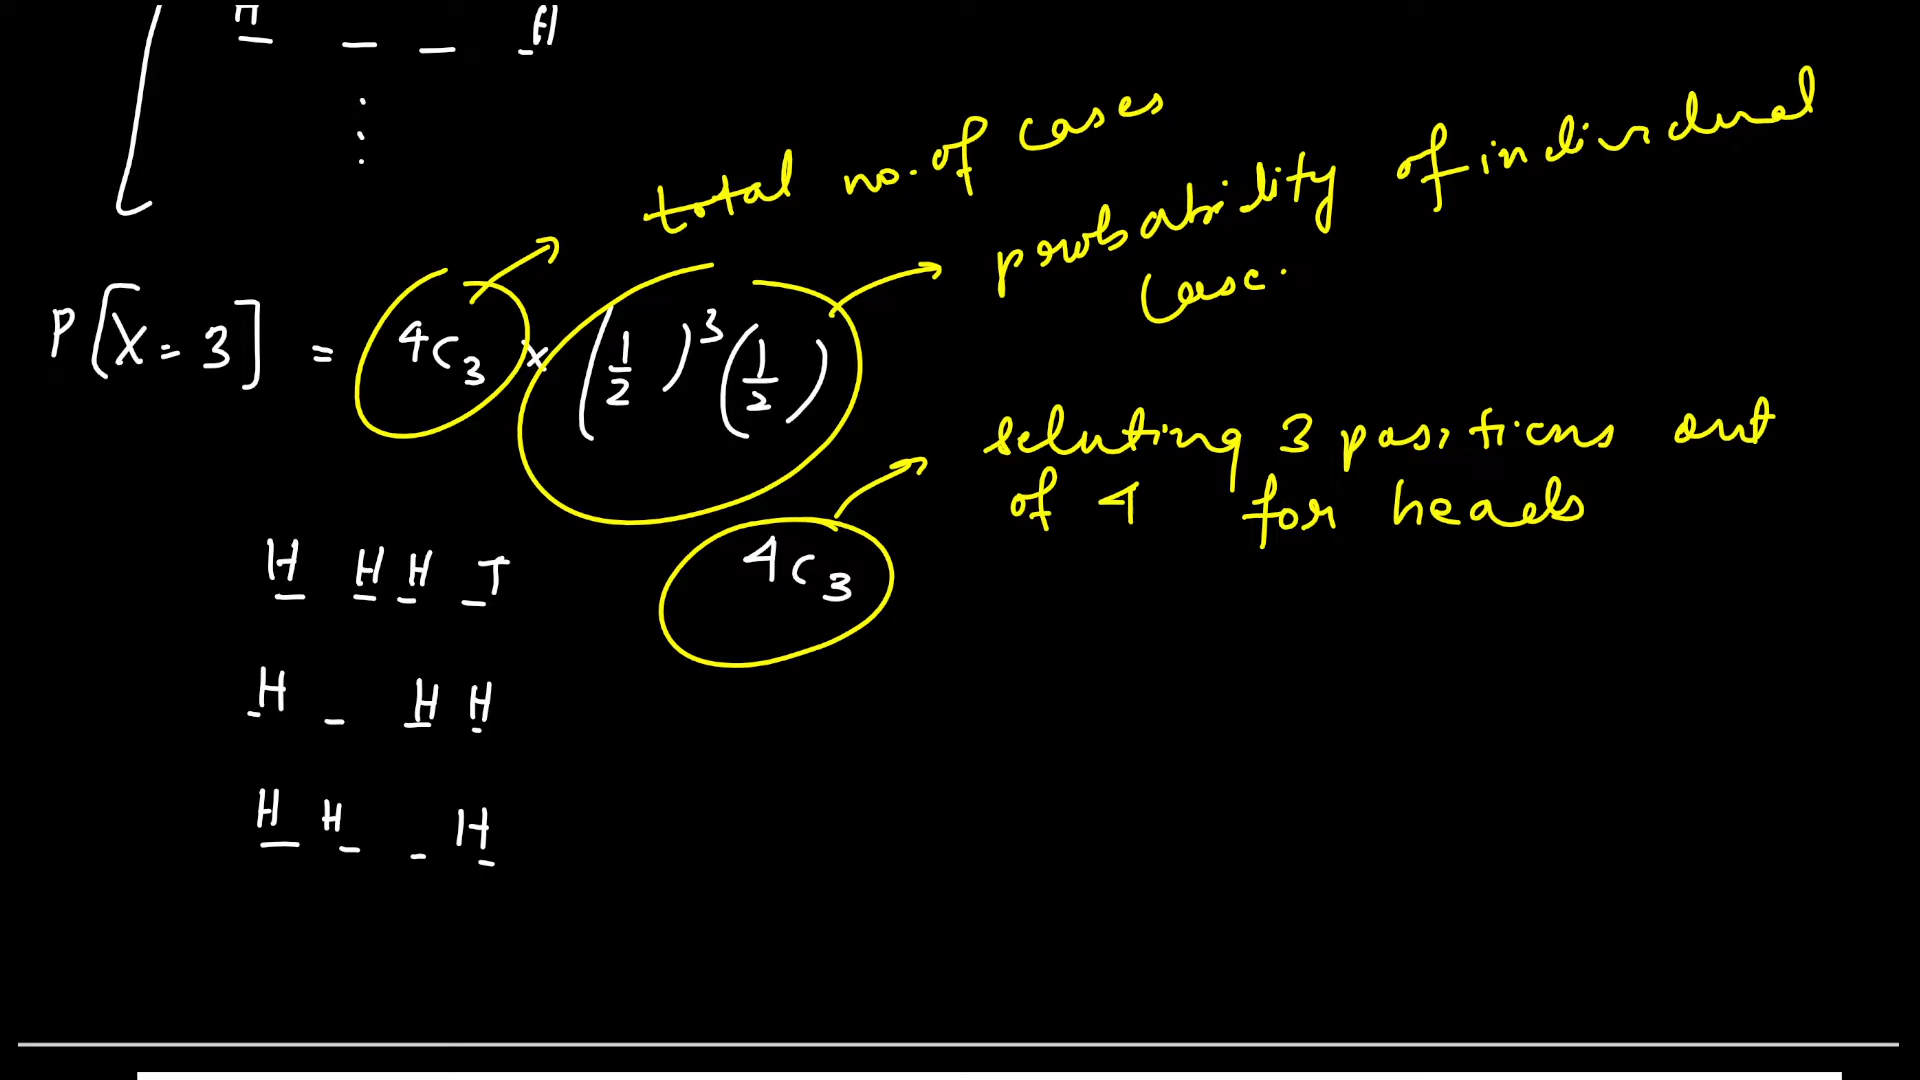 H _ _ H
total no. of cases
probability of individual
case.
P[X = 3] = 4C3 x (1/2)^3 (1/2)
selecting 3 positions out
of 4 for heads
4C3
H H H T
H _ H H
H H _ H